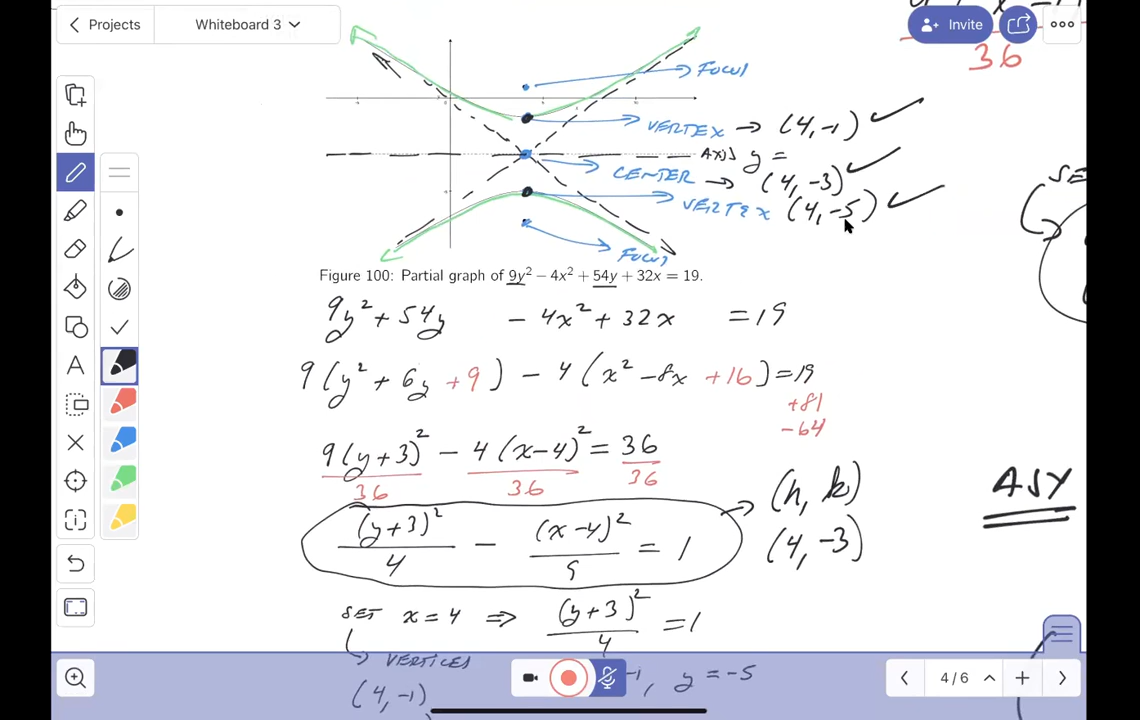 Projects
Whiteboard 3
Invite
36
FOCUS
VERTEX → (4,-1) ✓
AXIS y =
CENTER → (4,-3) ✓
VERTEX (4,-5) ✓
FOCUS
Figure 100: Partial graph of 9y² − 4x² + 54y + 32x = 19.
9y² + 54y − 4x² + 32x = 19
9(y² + 6y +9) − 4(x² −8x +16) = 19
+81
−64
9(y+3)² − 4(x−4)² = 36
36 36 36
(y+3)²/4 − (x−4)²/9 = 1 → (h, k)
(4, −3)
ASY
SET x = 4 ⇒ (y+3)²/4 = 1
VERTICES
−1, y = −5
(4, −1)
4/6